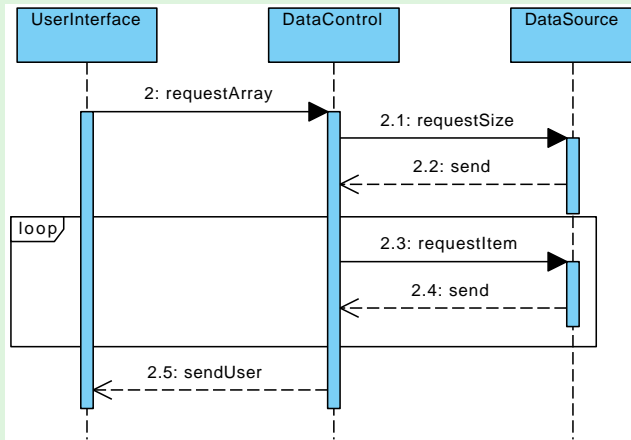 UserInterface
DataControl
DataSource
2: requestArray
2.1: requestSize
2.2: send
loop
2.3: requestItem
2.4: send
2.5: sendUser